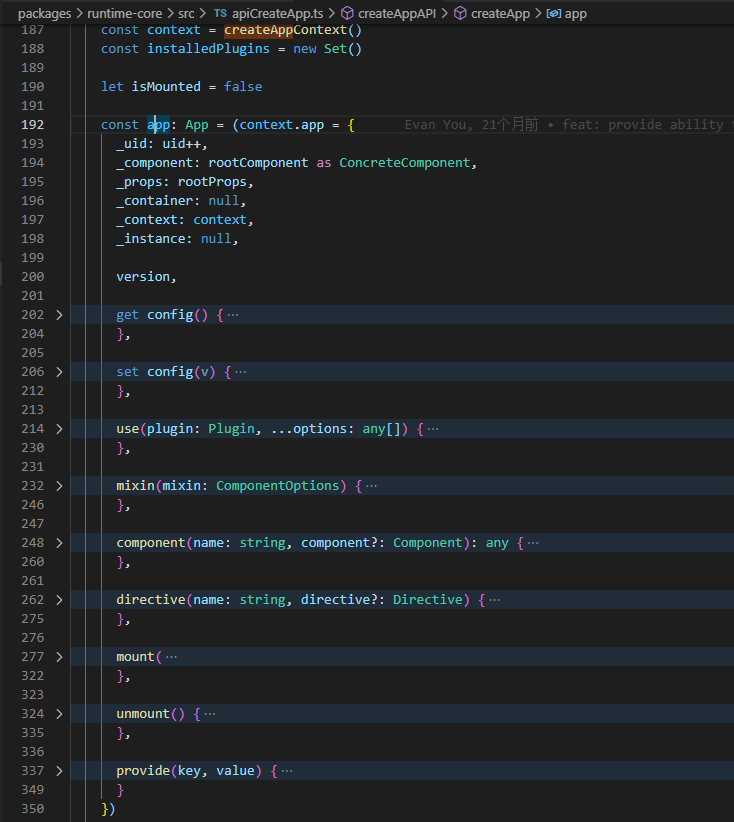 packages > runtime-core > src > TS apiCreateApp.ts > createAppAPI > createApp > app
187 const context = createAppContext()
188 const installedPlugins = new Set()
189
190 let isMounted = false
191
192 const app: App = (context.app = { Evan You, 21个月前 • feat: provide ability
193 _uid: uid++,
194 _component: rootComponent as ConcreteComponent,
195 _props: rootProps,
196 _container: null,
197 _context: context,
198 _instance: null,
199
200 version,
201
202 > get config() { ···
204 },
205
206 > set config(v) { ···
212 },
213
214 > use(plugin: Plugin, ...options: any[]) { ···
230 },
231
232 > mixin(mixin: ComponentOptions) { ···
246 },
247
248 > component(name: string, component?: Component): any { ···
260 },
261
262 > directive(name: string, directive?: Directive) { ···
275 },
276
277 > mount( ···
322 },
323
324 > unmount() { ···
335 },
336
337 > provide(key, value) { ···
349 }
350 })